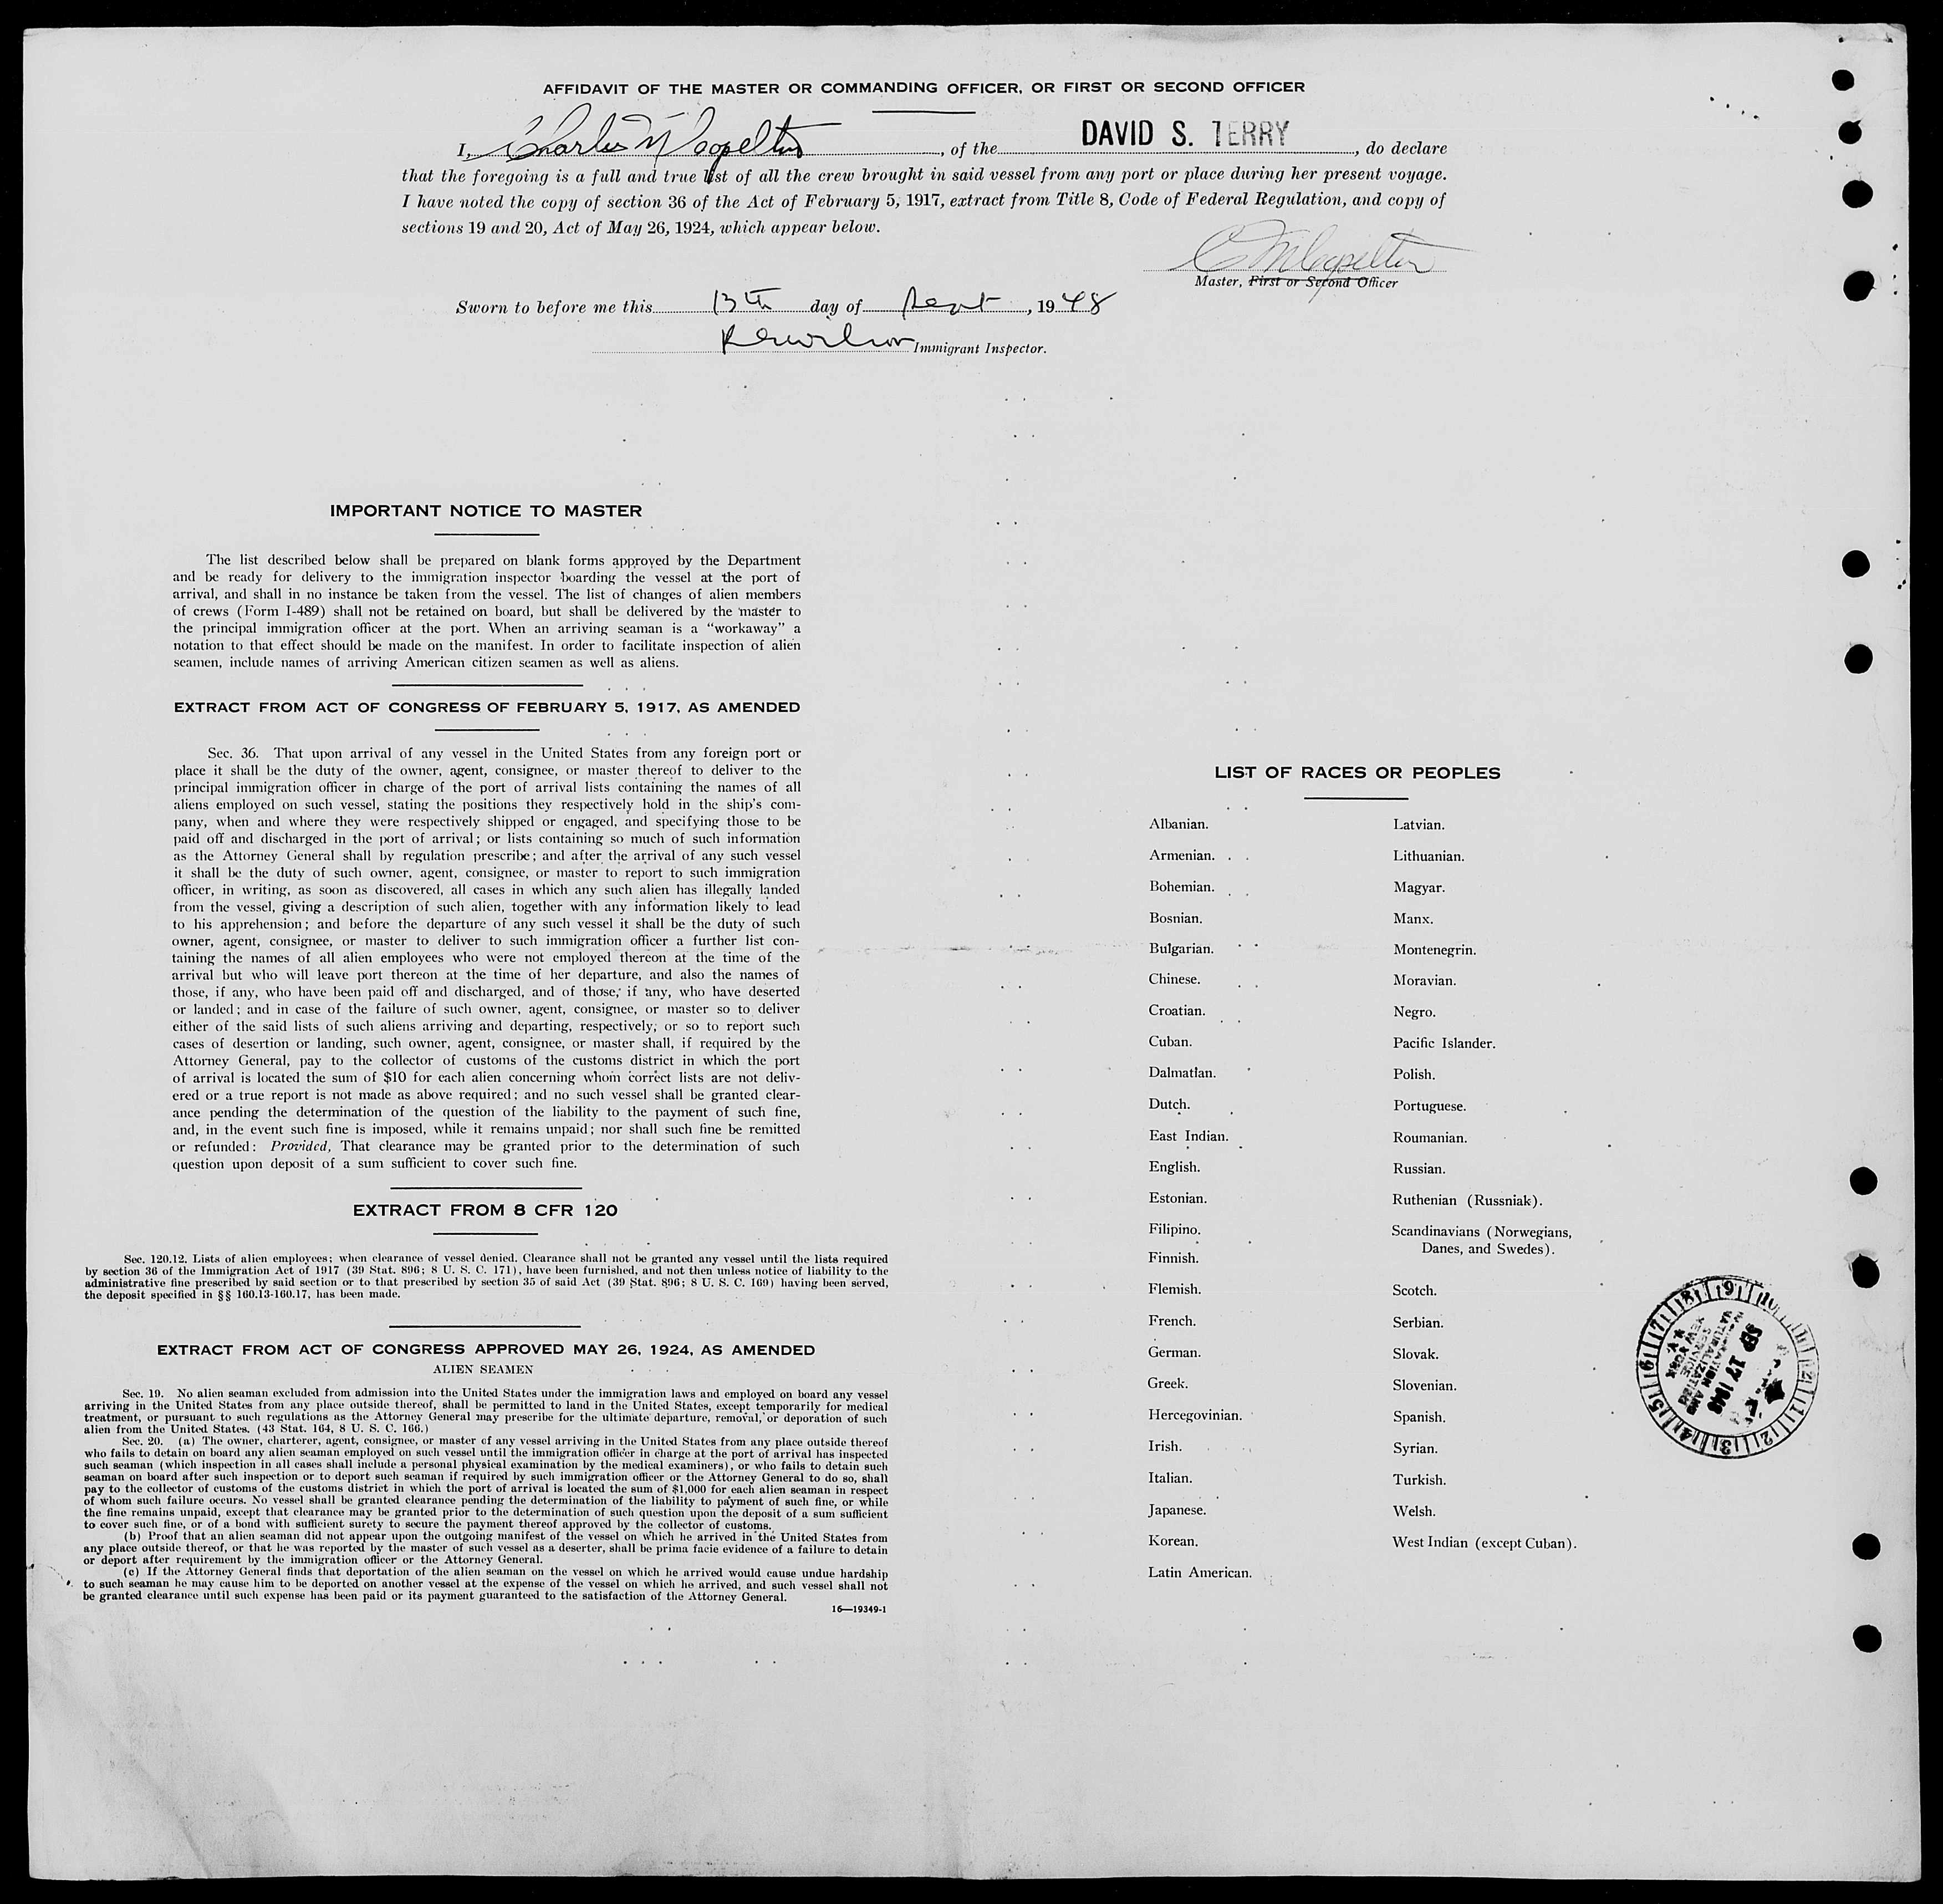 AFFIDAVIT OF THE MASTER OR COMMANDING OFFICER, OR FIRST OR SECOND OFFICER
I, Charles M Copelton, of the DAVID S. TERRY, do declare
that the foregoing is a full and true list of all the crew brought in said vessel from any port or place during her present voyage.
I have noted the copy of section 36 of the Act of February 5, 1917, extract from Title 8, Code of Federal Regulation, and copy of
sections 19 and 20, Act of May 26, 1924, which appear below.
C M Copelton
Master, First or Second Officer
Sworn to before me this 13th day of Sept, 1948
Immigrant Inspector.
IMPORTANT NOTICE TO MASTER
The list described below shall be prepared on blank forms approved by the Department
and be ready for delivery to the immigration inspector boarding the vessel at the port of
arrival, and shall in no instance be taken from the vessel. The list of changes of alien members
of crews (Form I-489) shall not be retained on board, but shall be delivered by the master to
the principal immigration officer at the port. When an arriving seaman is a "workaway" a
notation to that effect should be made on the manifest. In order to facilitate inspection of alien
seamen, include names of arriving American citizen seamen as well as aliens.
EXTRACT FROM ACT OF CONGRESS OF FEBRUARY 5, 1917, AS AMENDED
Sec. 36. That upon arrival of any vessel in the United States from any foreign port or
place it shall be the duty of the owner, agent, consignee, or master thereof to deliver to the
principal immigration officer in charge of the port of arrival lists containing the names of all
aliens employed on such vessel, stating the positions they respectively hold in the ship's com-
pany, when and where they were respectively shipped or engaged, and specifying those to be
paid off and discharged in the port of arrival; or lists containing so much of such information
as the Attorney General shall by regulation prescribe; and after the arrival of any such vessel
it shall be the duty of such owner, agent, consignee, or master to report to such immigration
officer, in writing, as soon as discovered, all cases in which any such alien has illegally landed
from the vessel, giving a description of such alien, together with any information likely to lead
to his apprehension; and before the departure of any such vessel it shall be the duty of such
owner, agent, consignee, or master to deliver to such immigration officer a further list con-
taining the names of all alien employees who were not employed thereon at the time of the
arrival but who will leave port thereon at the time of her departure, and also the names of
those, if any, who have been paid off and discharged, and of those, if any, who have deserted
or landed; and in case of the failure of such owner, agent, consignee, or master so to deliver
either of the said lists of such aliens arriving and departing, respectively, or so to report such
cases of desertion or landing, such owner, agent, consignee, or master shall, if required by the
Attorney General, pay to the collector of customs of the customs district in which the port
of arrival is located the sum of $10 for each alien concerning whom correct lists are not deliv-
ered or a true report is not made as above required; and no such vessel shall be granted clear-
ance pending the determination of the question of the liability to the payment of such fine,
and, in the event such fine is imposed, while it remains unpaid; nor shall such fine be remitted
or refunded: Provided, That clearance may be granted prior to the determination of such
question upon deposit of a sum sufficient to cover such fine.
EXTRACT FROM 8 CFR 120
Sec. 120.12. Lists of alien employees; when clearance of vessel denied. Clearance shall not be granted any vessel until the lists required
by section 36 of the Immigration Act of 1917 (39 Stat. 896; 8 U. S. C. 171), have been furnished, and not then unless notice of liability to the
administrative fine prescribed by said section or to that prescribed by section 35 of said Act (39 Stat. 896; 8 U. S. C. 169) having been served,
the deposit specified in §§ 160.13-160.17, has been made.
EXTRACT FROM ACT OF CONGRESS APPROVED MAY 26, 1924, AS AMENDED
ALIEN SEAMEN
Sec. 19. No alien seaman excluded from admission into the United States under the immigration laws and employed on board any vessel
arriving in the United States from any place outside thereof, shall be permitted to land in the United States, except temporarily for medical
treatment, or pursuant to such regulations as the Attorney General may prescribe for the ultimate departure, removal, or deporation of such
alien from the United States. (43 Stat. 164, 8 U. S. C. 166.)
Sec. 20. (a) The owner, charterer, agent, consignee, or master of any vessel arriving in the United States from any place outside thereof
who fails to detain on board any alien seaman employed on such vessel until the immigration officer in charge at the port of arrival has inspected
such seaman (which inspection in all cases shall include a personal physical examination by the medical examiners), or who fails to detain such
seaman on board after such inspection or to deport such seaman if required by such immigration officer or the Attorney General to do so, shall
pay to the collector of customs of the customs district in which the port of arrival is located the sum of $1,000 for each alien seaman in respect
of whom such failure occurs. No vessel shall be granted clearance pending the determination of the liability to payment of such fine, or while
the fine remains unpaid, except that clearance may be granted prior to the determination of such question upon the deposit of a sum sufficient
to cover such fine, or of a bond with sufficient surety to secure the payment thereof approved by the collector of customs.
(b) Proof that an alien seaman did not appear upon the outgoing manifest of the vessel on which he arrived in the United States from
any place outside thereof, or that he was reported by the master of such vessel as a deserter, shall be prima facie evidence of a failure to detain
or deport after requirement by the immigration officer or the Attorney General.
(c) If the Attorney General finds that deportation of the alien seaman on the vessel on which he arrived would cause undue hardship
to such seaman he may cause him to be deported on another vessel at the expense of the vessel on which he arrived, and such vessel shall not
be granted clearance until such expense has been paid or its payment guaranteed to the satisfaction of the Attorney General.
16—19349-1
LIST OF RACES OR PEOPLES
Albanian.
Armenian.
Bohemian.
Bosnian.
Bulgarian.
Chinese.
Croatian.
Cuban.
Dalmatian.
Dutch.
East Indian.
English.
Estonian.
Filipino.
Finnish.
Flemish.
French.
German.
Greek.
Hercegovinian.
Irish.
Italian.
Japanese.
Korean.
Latin American.
Latvian.
Lithuanian.
Magyar.
Manx.
Montenegrin.
Moravian.
Negro.
Pacific Islander.
Polish.
Portuguese.
Roumanian.
Russian.
Ruthenian (Russniak).
Scandinavians (Norwegians,
Danes, and Swedes).
Scotch.
Serbian.
Slovak.
Slovenian.
Spanish.
Syrian.
Turkish.
Welsh.
West Indian (except Cuban).
SEP 17 1948